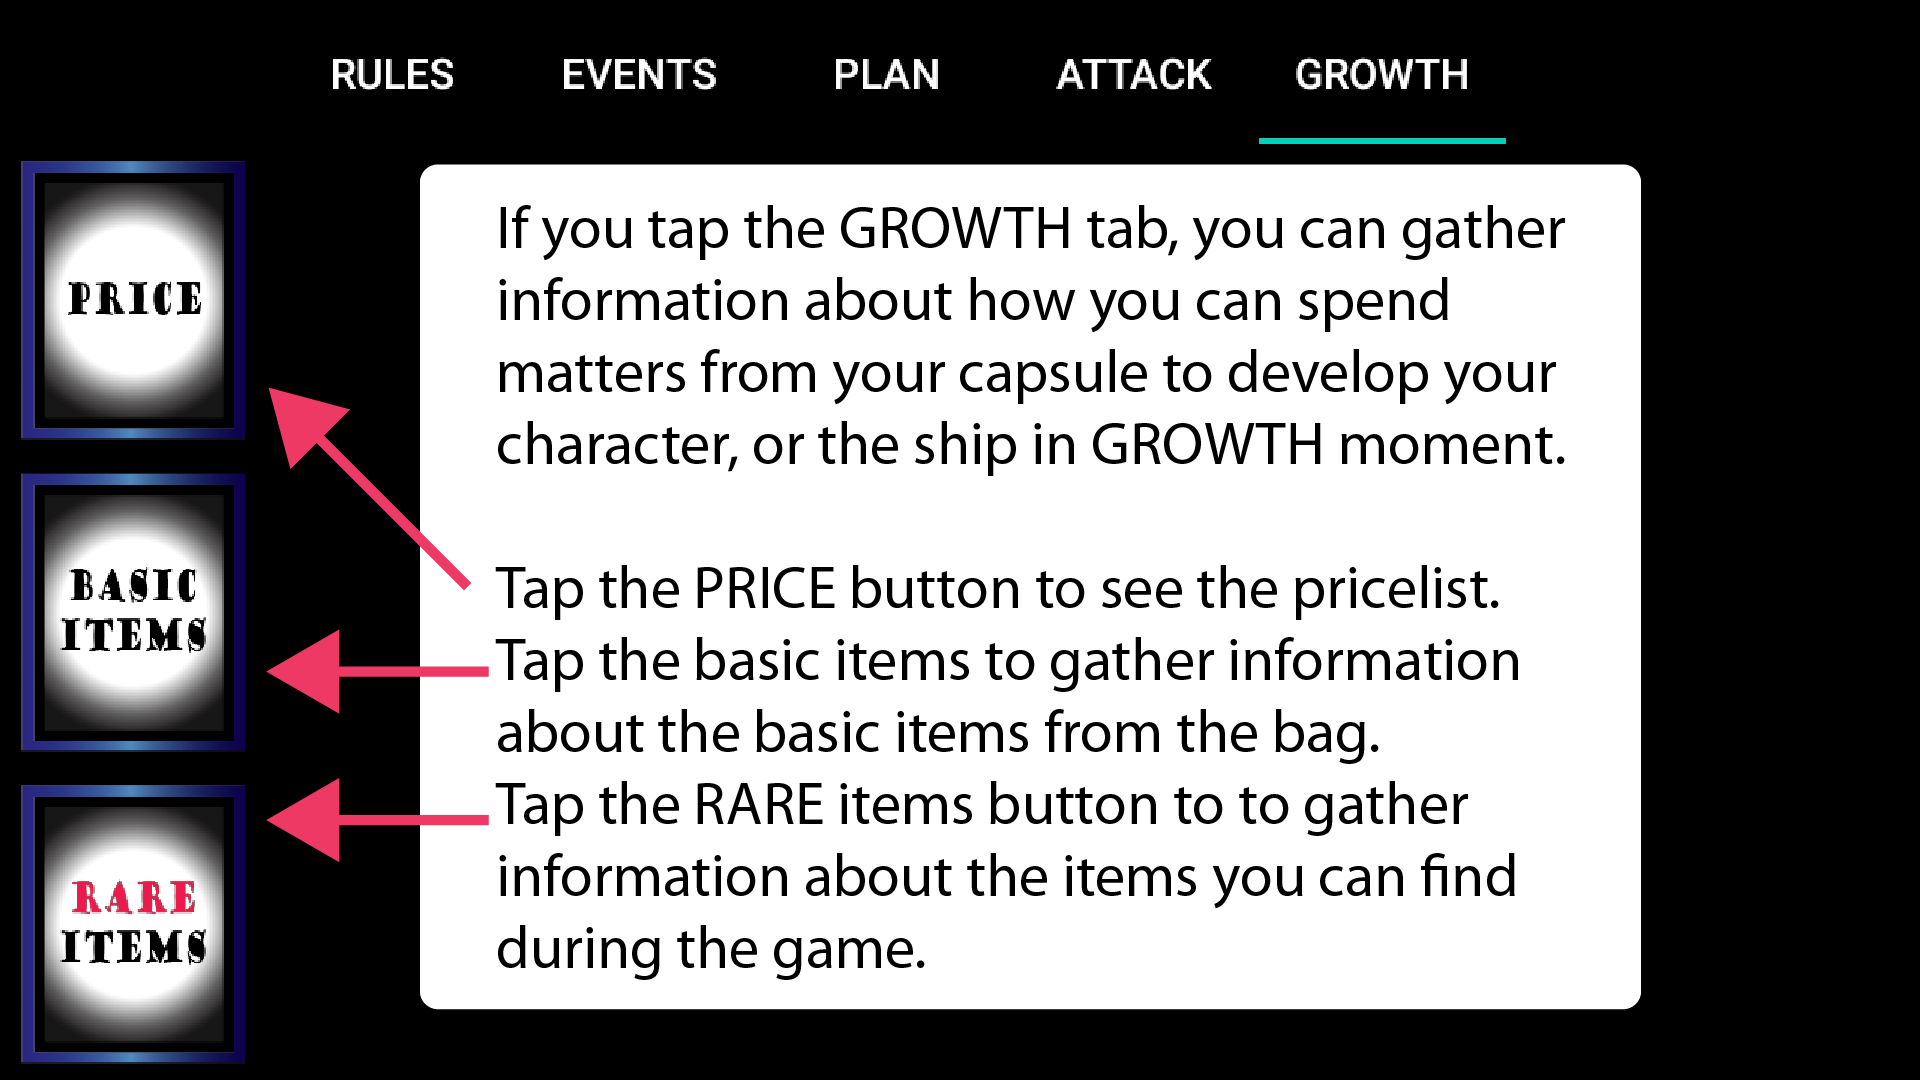 RULES EVENTS PLAN ATTACK GROWTH
PRICE
BASIC
ITEMS
RARE
ITEMS
If you tap the GROWTH tab, you can gather
information about how you can spend
matters from your capsule to develop your
character, or the ship in GROWTH moment.
Tap the PRICE button to see the pricelist.
Tap the basic items to gather information
about the basic items from the bag.
Tap the RARE items button to to gather
information about the items you can find
during the game.